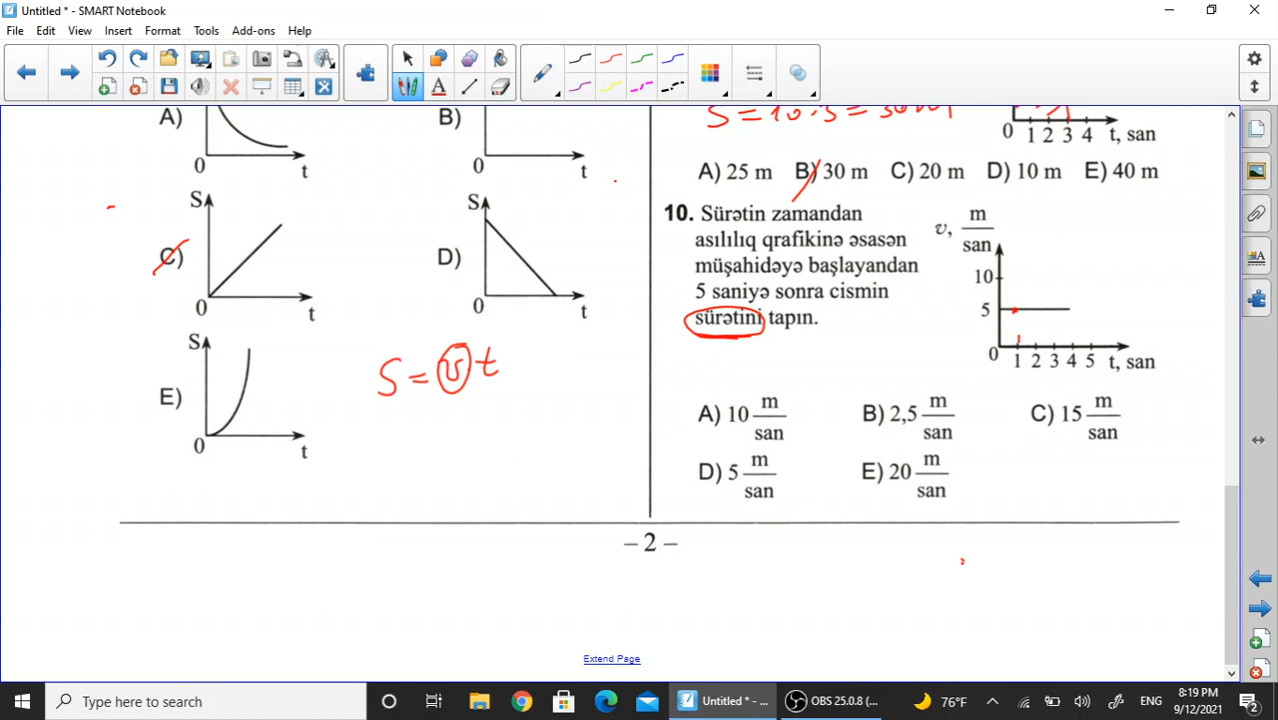 Untitled * - SMART Notebook
File Edit View Insert Format Tools Add-ons Help
A)
0
t
B)
0
t
S
C)
0
t
S
D)
0
t
S
E)
0
t
S = v t
S = 10 · 3 = 30 m
0 1 2 3 4 t, san
A) 25 m B) 30 m C) 20 m D) 10 m E) 40 m
10. Sürətin zamandan
asılılıq qrafikinə əsasən
müşahidəyə başlayandan
5 saniyə sonra cismin
sürətini tapın.
v, m/san
10
5
0 1 2 3 4 5 t, san
A) 10 m/san B) 2,5 m/san C) 15 m/san
D) 5 m/san E) 20 m/san
– 2 –
Extend Page
Type here to search
Untitled * - ...
OBS 25.0.8 (...
76°F
ENG
8:19 PM
9/12/2021
2